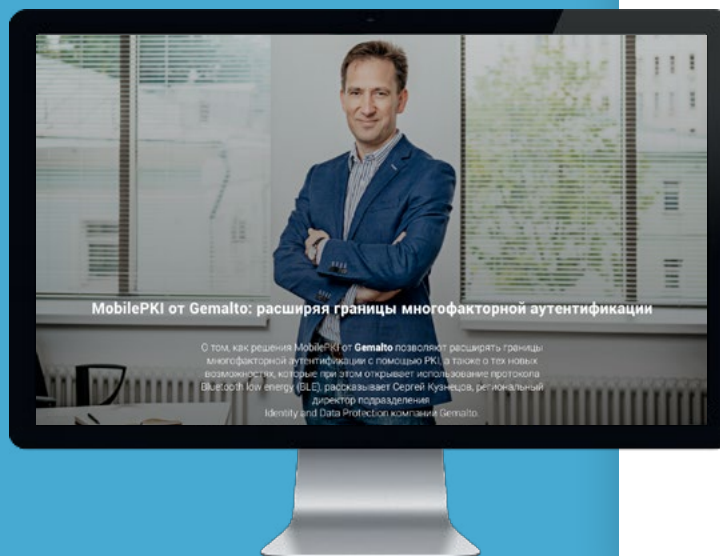 MobilePKI от Gemalto: расширяя границы многофакторной аутентификации
О том, как решения MobilePKI от Gemalto позволяют расширять границы
многофакторной аутентификации с помощью PKI, а также о тех новых
возможностях, которые при этом открывает использование протокола
Bluetooth low energy (BLE), рассказывает Сергей Кузнецов, региональный
директор подразделения
Identity and Data Protection компании Gemalto.